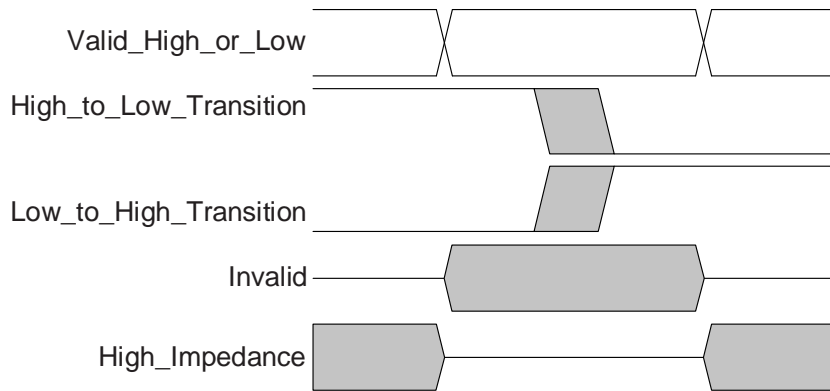 Valid_High_or_Low
High_to_Low_Transition
Low_to_High_Transition
Invalid
High_Impedance